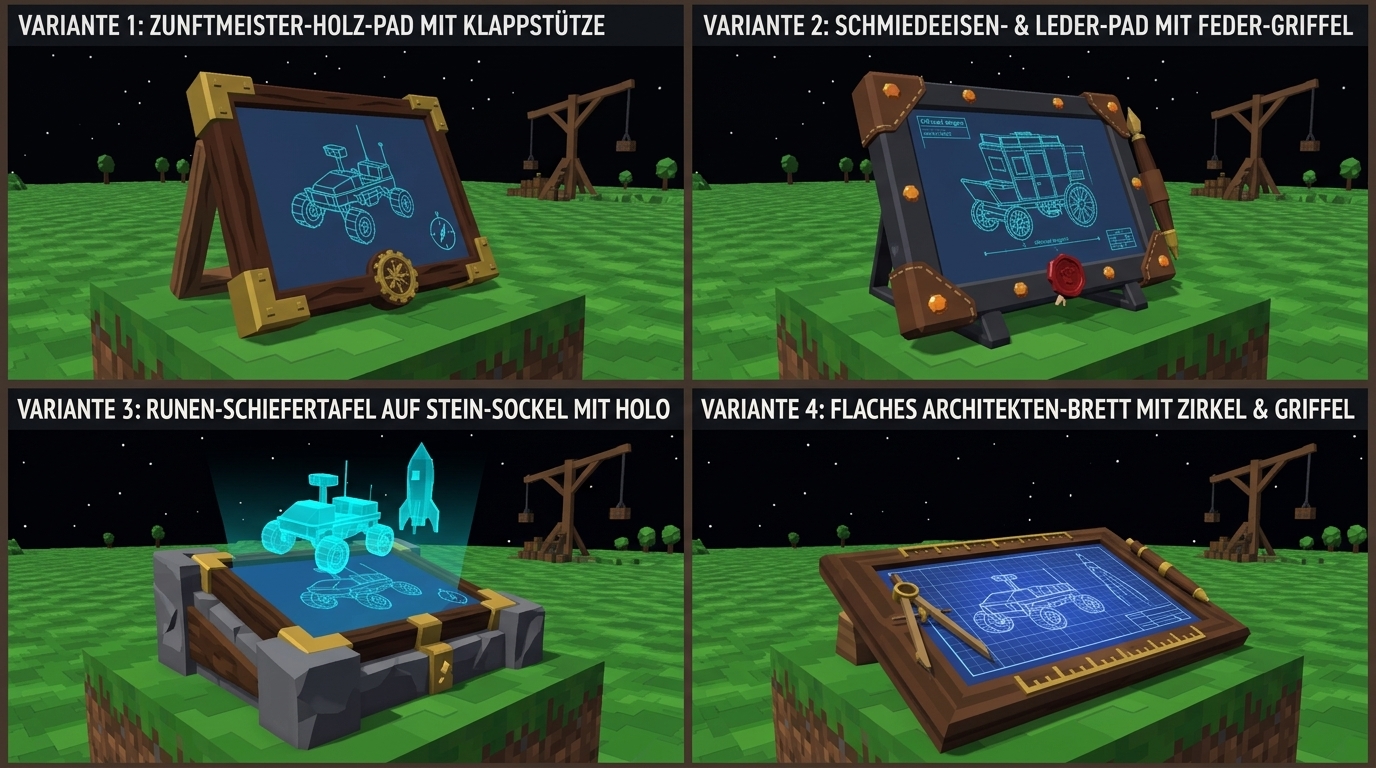 VARIANTE 1: ZUNFTMEISTER-HOLZ-PAD MIT KLAPPSTÜTZE
VARIANTE 2: SCHMIEDEEISEN- & LEDER-PAD MIT FEDER-GRIFFEL
VARIANTE 3: RUNEN-SCHIEFERTAFEL AUF STEIN-SOCKEL MIT HOLO
VARIANTE 4: FLACHES ARCHITEKTEN-BRETT MIT ZIRKEL & GRIFFEL